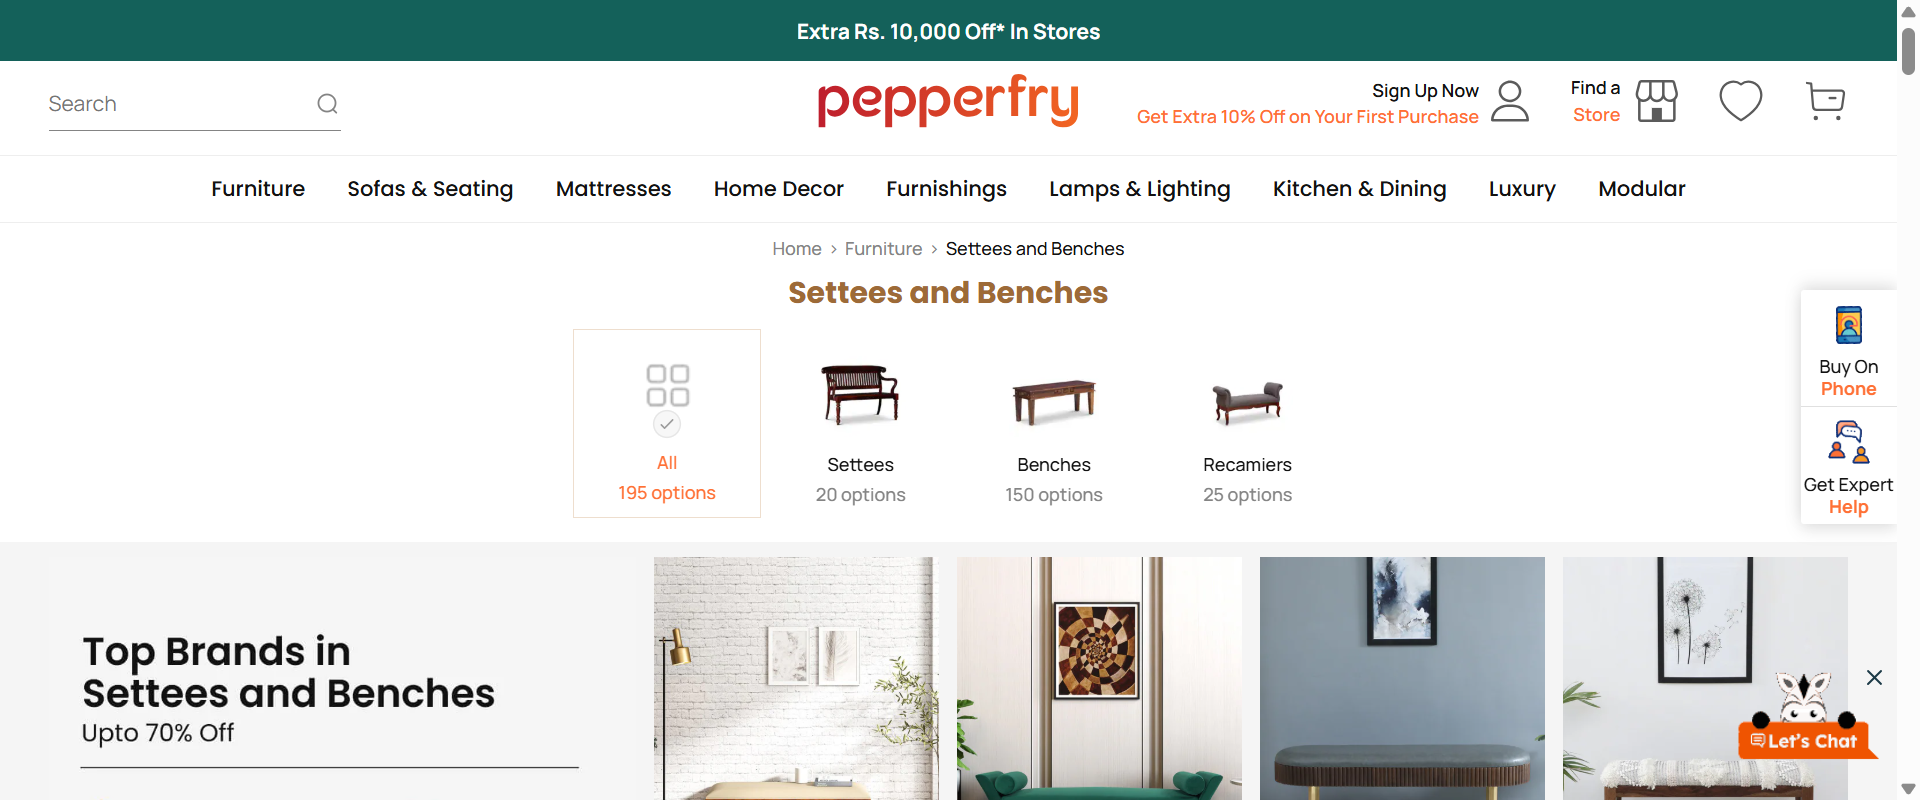 Extra Rs. 10,000 Off* In Stores
Search
pepperfry
Sign Up Now
Get Extra 10% Off on Your First Purchase
Find a
Store
Furniture
Sofas & Seating
Mattresses
Home Decor
Furnishings
Lamps & Lighting
Kitchen & Dining
Luxury
Modular
Home > Furniture > Settees and Benches
Settees and Benches
All
195 options
Settees
20 options
Benches
150 options
Recamiers
25 options
Buy On
Phone
Get Expert
Help
Top Brands in
Settees and Benches
Upto 70% Off
Let's Chat